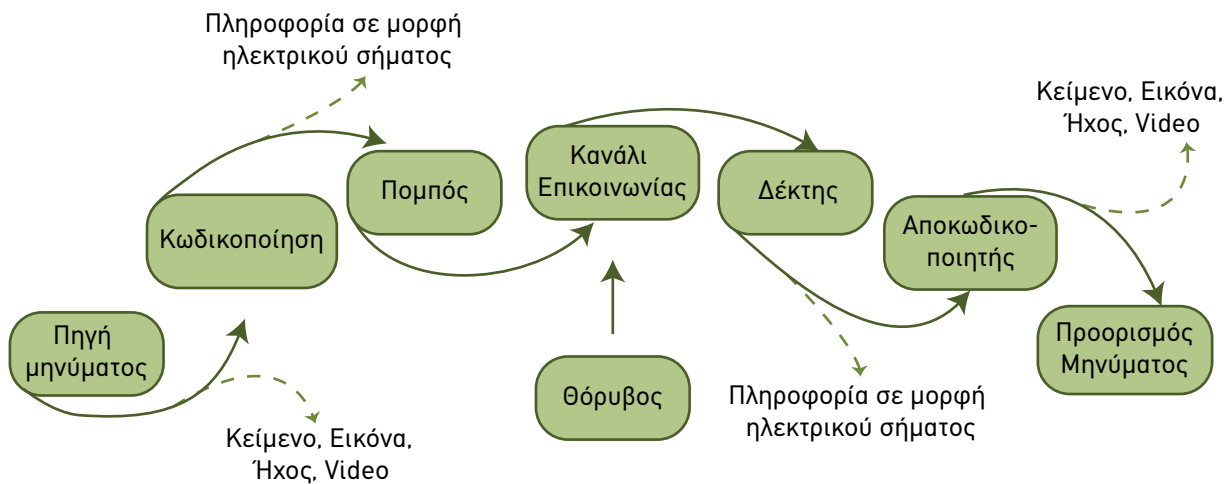 Πληροφορία σε μορφή
ηλεκτρικού σήματος
Κείμενο, Εικόνα,
Ήχος, Video
Κανάλι
Επικοινωνίας
Πομπός
Δέκτης
Κωδικοποίηση
Αποκωδικο-
ποιητής
Πηγή
μηνύματος
Προορισμός
Μηνύματος
Θόρυβος
Πληροφορία σε μορφή
ηλεκτρικού σήματος
Κείμενο, Εικόνα,
Ήχος, Video